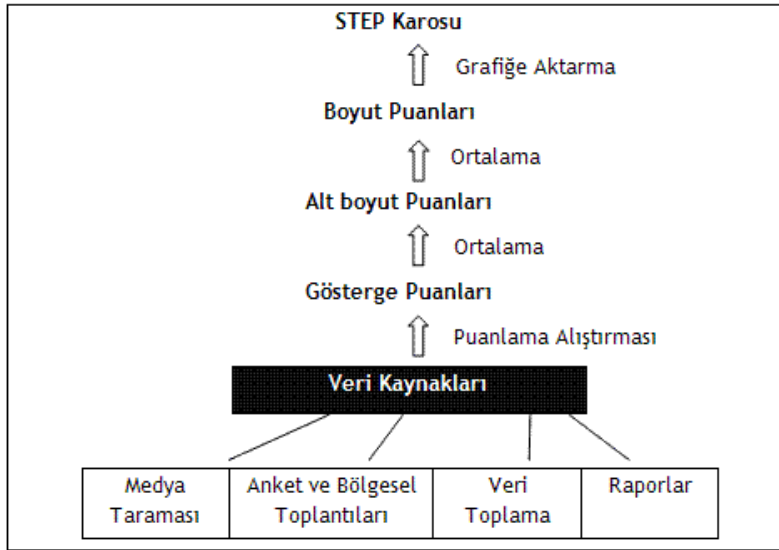 STEP Karosu
Grafiğe Aktarma
Boyut Puanları
Ortalama
Alt boyut Puanları
Ortalama
Gösterge Puanları
Puanlama Alıştırması
Veri Kaynakları
Medya
Taraması
Anket ve Bölgesel
Toplantıları
Veri
Toplama
Raporlar